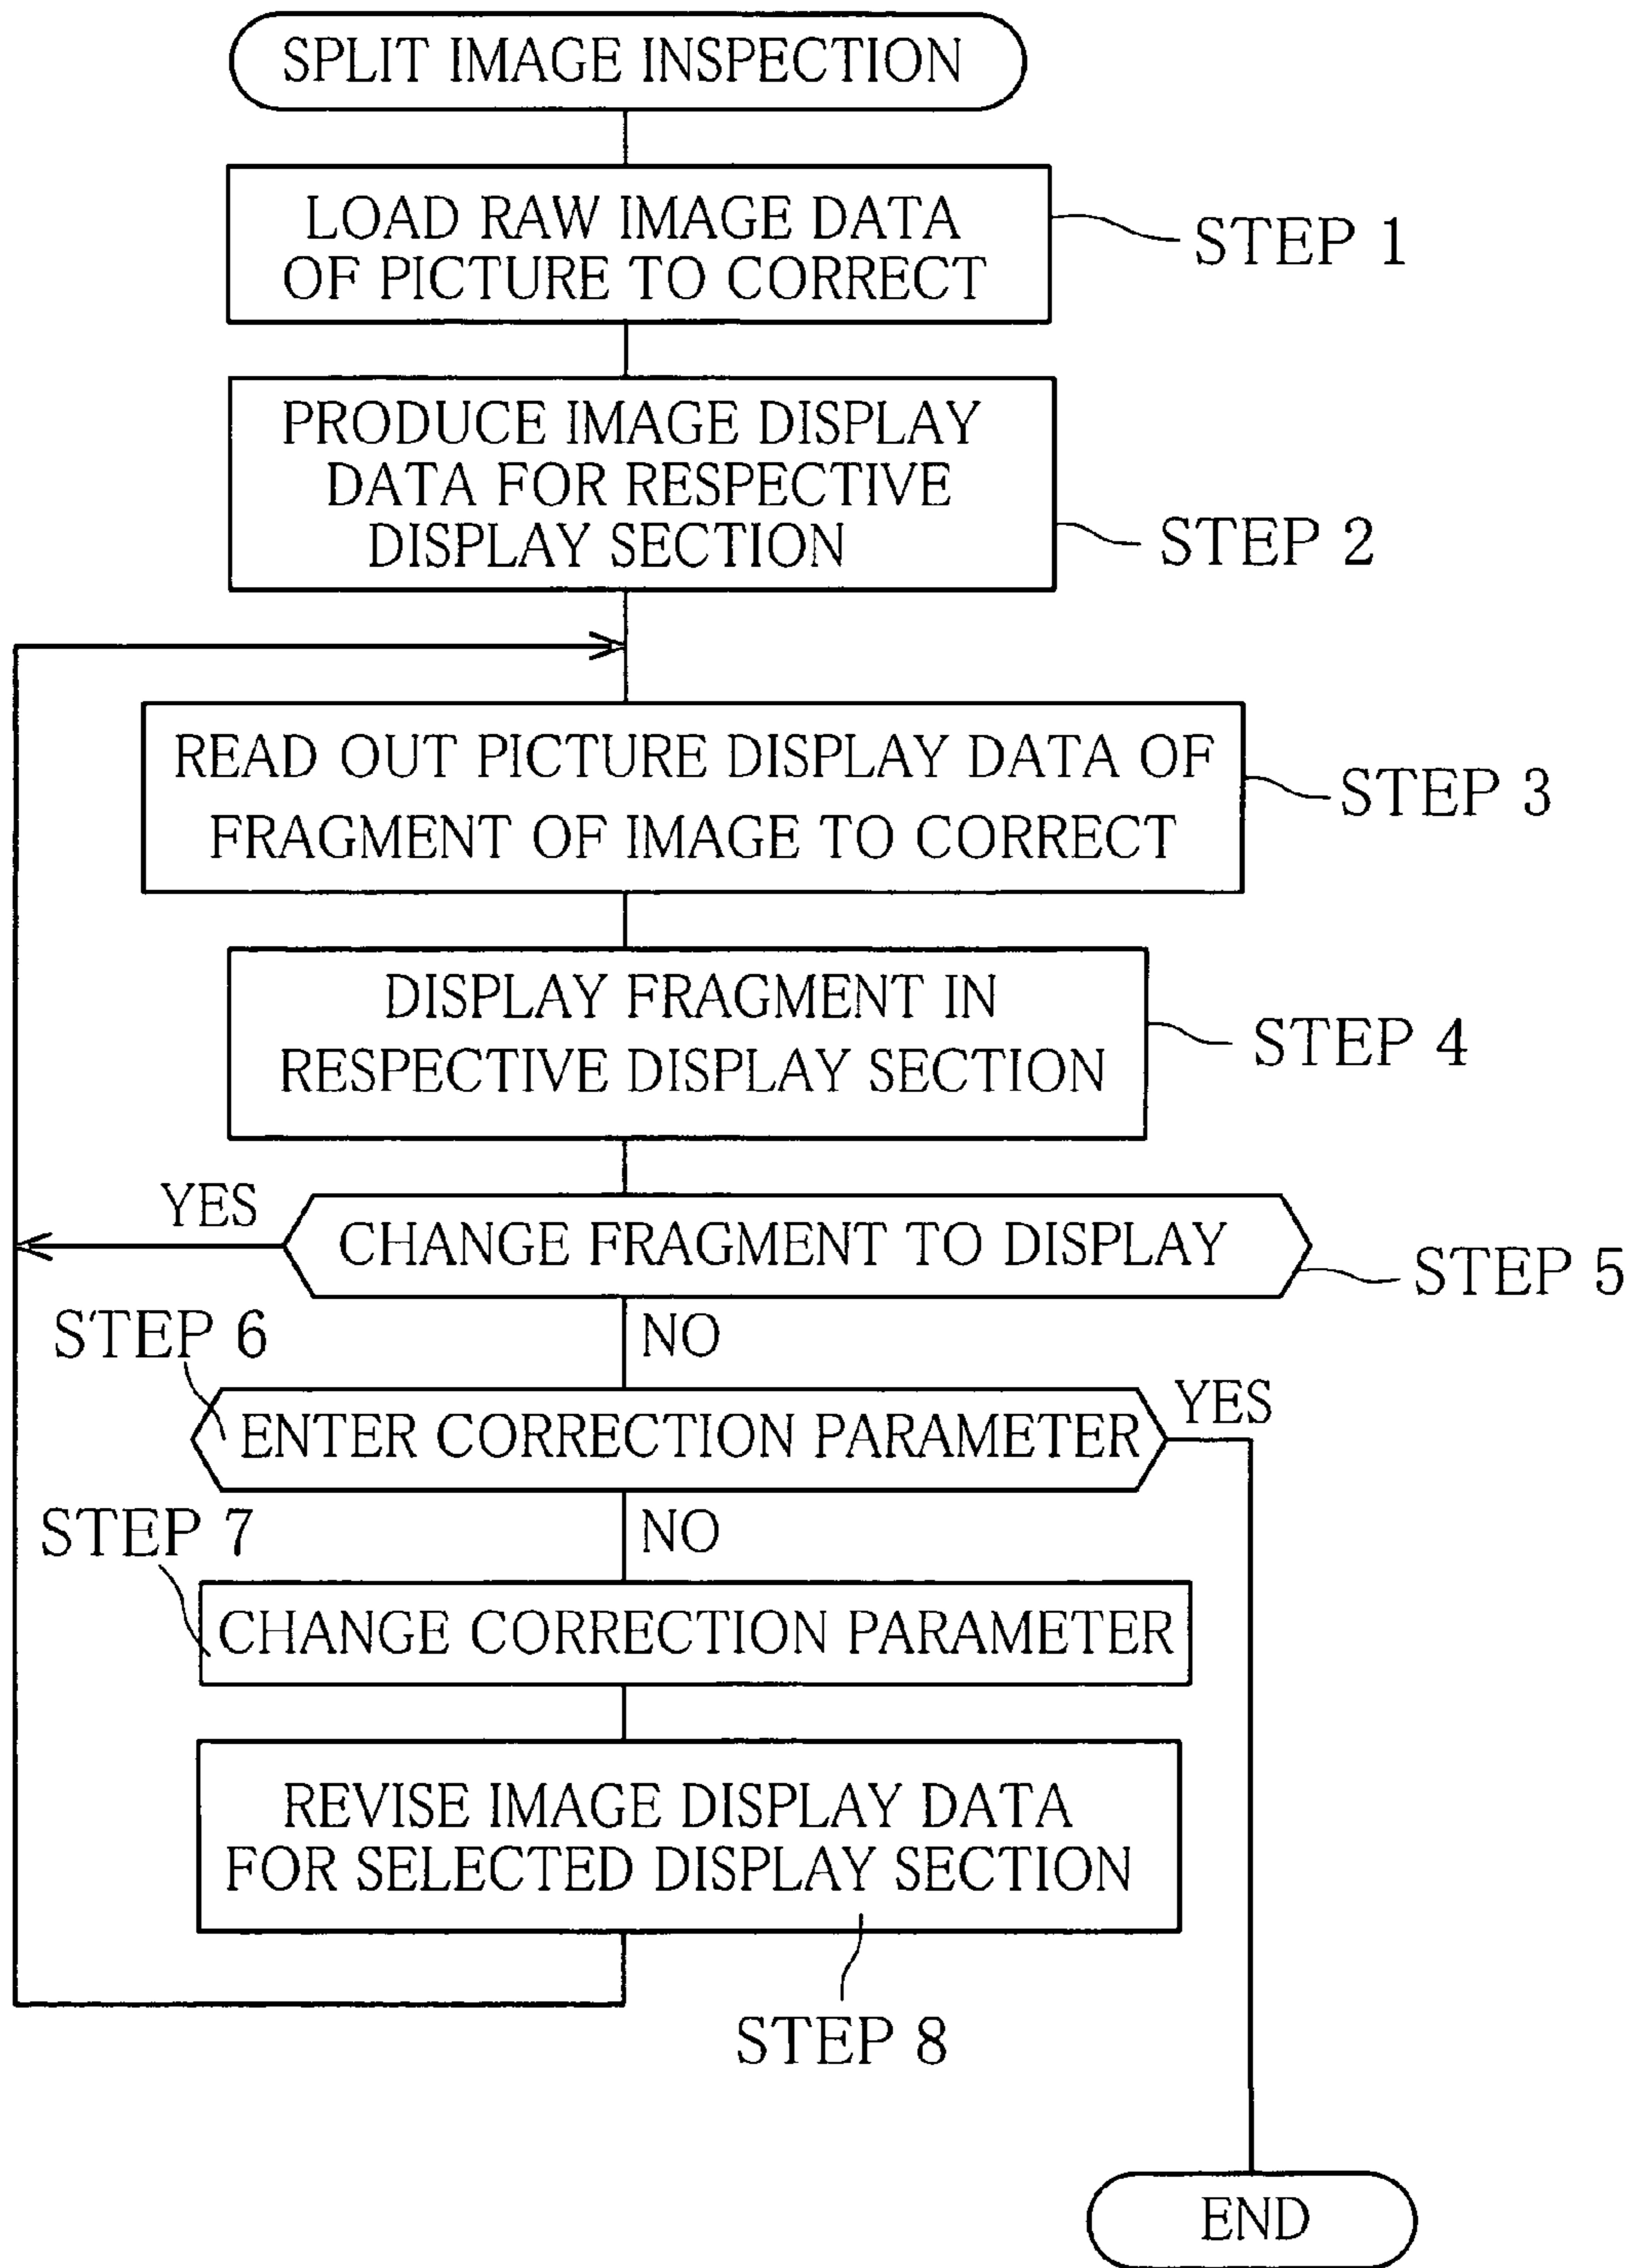 SPLIT IMAGE INSPECTION
LOAD RAW IMAGE DATA
OF PICTURE TO CORRECT
STEP 1
PRODUCE IMAGE DISPLAY
DATA FOR RESPECTIVE
DISPLAY SECTION
STEP 2
READ OUT PICTURE DISPLAY DATA OF
FRAGMENT OF IMAGE TO CORRECT
STEP 3
DISPLAY FRAGMENT IN
RESPECTIVE DISPLAY SECTION
STEP 4
YES
CHANGE FRAGMENT TO DISPLAY
STEP 5
NO
STEP 6
ENTER CORRECTION PARAMETER
YES
NO
STEP 7
CHANGE CORRECTION PARAMETER
REVISE IMAGE DISPLAY DATA
FOR SELECTED DISPLAY SECTION
STEP 8
END